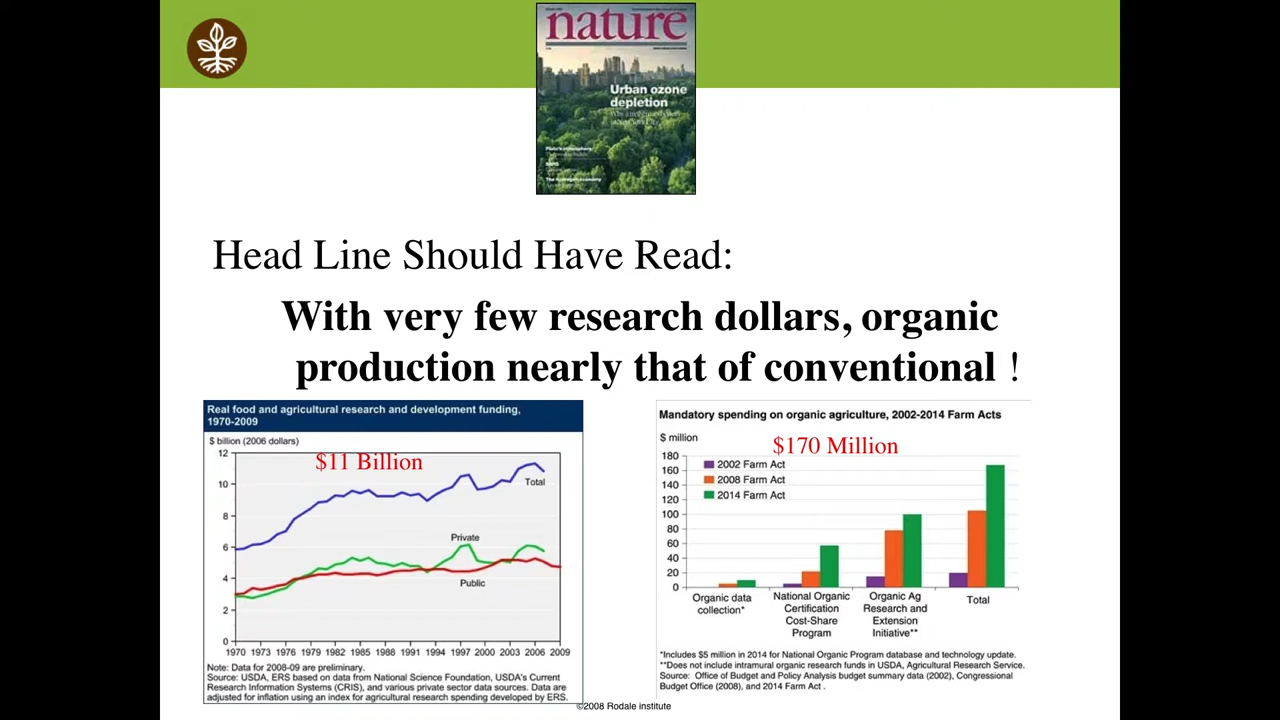 nature
Urban ozone
depletion
Head Line Should Have Read:
With very few research dollars, organic
production nearly that of conventional !
Real food and agricultural research and development funding,
1970-2009
$ billion (2006 dollars)
$11 Billion
12
10
8
6
4
2
0
Total
Private
Public
1970 1973 1976 1979 1982 1985 1988 1991 1994 1997 2000 2003 2006 2009
Note: Data for 2008-09 are preliminary.
Source: USDA, ERS based on data from National Science Foundation, USDA's Current
Research Information Systems (CRIS), and various private sector data sources. Data are
adjusted for inflation using an index for agricultural research spending developed by ERS.
Mandatory spending on organic agriculture, 2002-2014 Farm Acts
$ million
$170 Million
180
160
140
120
100
80
60
40
20
0
2002 Farm Act
2008 Farm Act
2014 Farm Act
Organic data
collection*
National Organic
Certification
Cost-Share
Program
Organic Ag
Research and
Extension
Initiative**
Total
*Includes $5 million in 2014 for National Organic Program database and technology update.
**Does not include intramural organic research funds in USDA, Agricultural Research Service.
Source: Office of Budget and Policy Analysis budget summary data (2002), Congressional
Budget Office (2008), and 2014 Farm Act .
©2008 Rodale institute